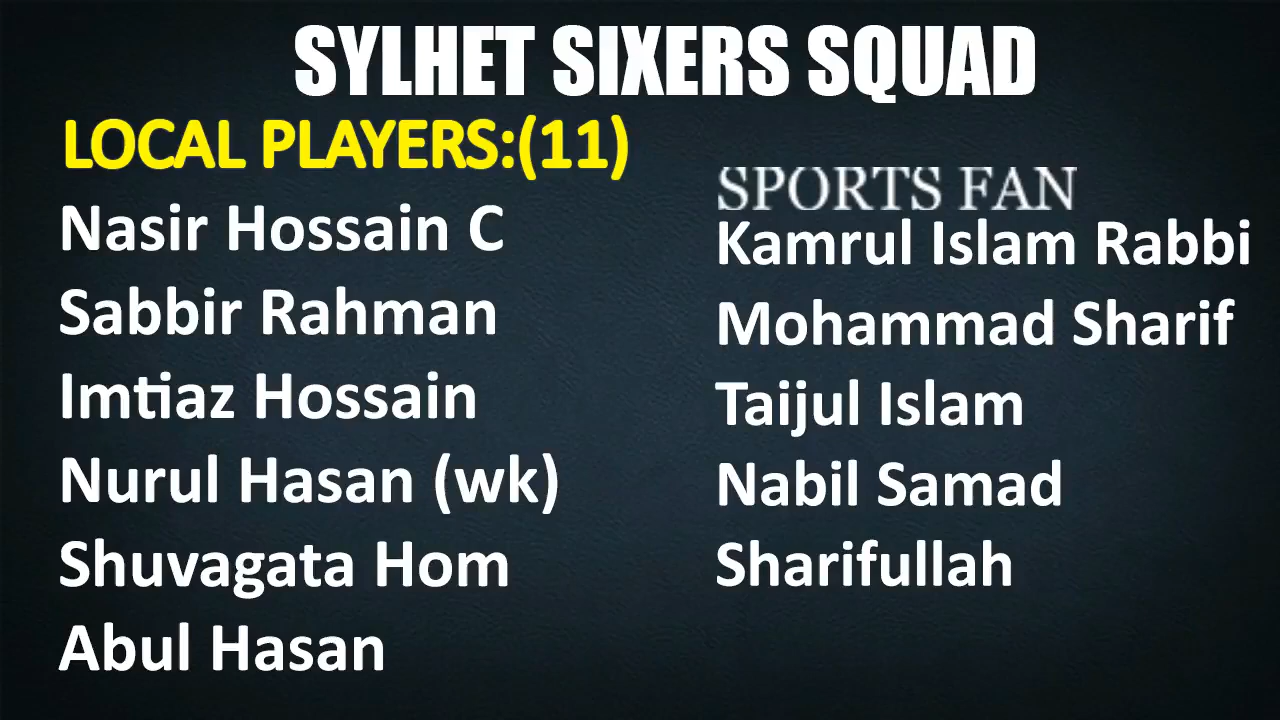 SYLHET SIXERS SQUAD
LOCAL PLAYERS:(11)
Nasir Hossain C
Sabbir Rahman
Imtiaz Hossain
Nurul Hasan (wk)
Shuvagata Hom
Abul Hasan
SPORTS FAN
Kamrul Islam Rabbi
Mohammad Sharif
Taijul Islam
Nabil Samad
Sharifullah